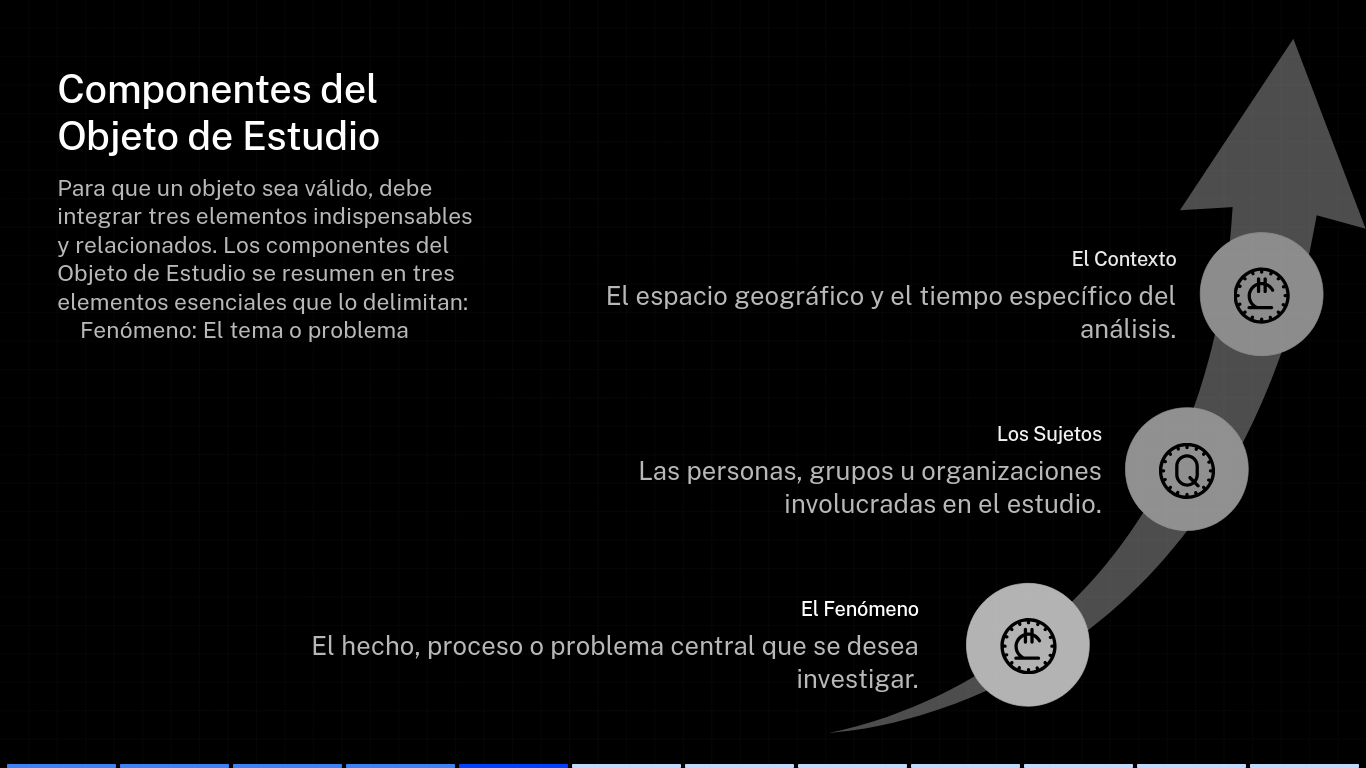 Componentes del
Objeto de Estudio
Para que un objeto sea válido, debe
integrar tres elementos indispensables
y relacionados. Los componentes del
Objeto de Estudio se resumen en tres
elementos esenciales que lo delimitan:
Fenómeno: El tema o problema
El Contexto
El espacio geográfico y el tiempo específico del
análisis.
Los Sujetos
Las personas, grupos u organizaciones
involucradas en el estudio.
El Fenómeno
El hecho, proceso o problema central que se desea
investigar.